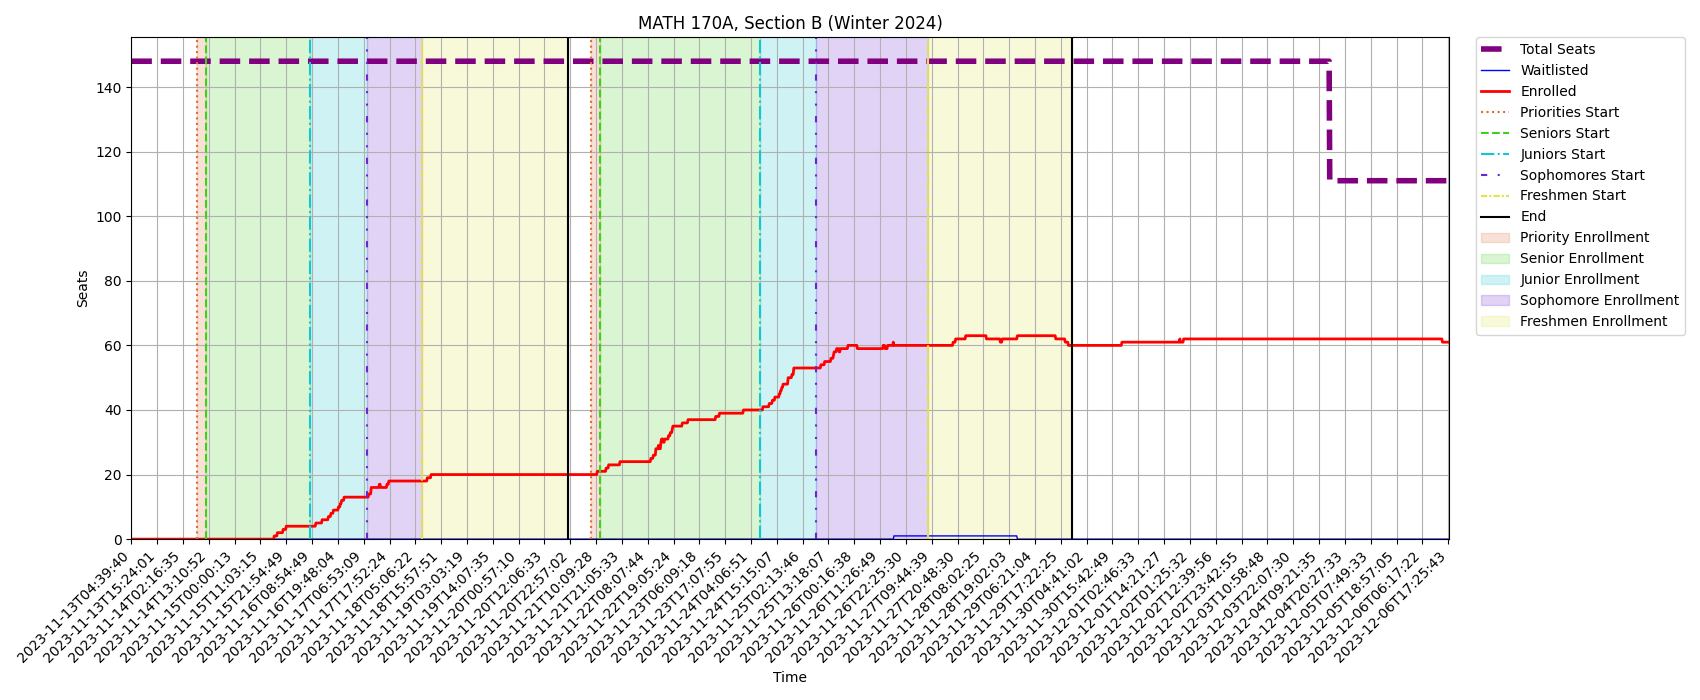 MATH 170A, Section B (Winter 2024)
Seats
140
120
100
80
60
40
20
0
2023-11-13T04:39:40
2023-11-13T15:24:01
2023-11-14T02:16:35
2023-11-14T13:10:52
2023-11-15T00:00:13
2023-11-15T11:03:15
2023-11-15T21:54:49
2023-11-16T08:54:49
2023-11-16T19:48:04
2023-11-17T06:53:09
2023-11-17T17:52:24
2023-11-18T05:06:22
2023-11-18T15:57:51
2023-11-19T03:03:19
2023-11-19T14:07:35
2023-11-20T00:57:10
2023-11-20T12:06:33
2023-11-20T22:57:02
2023-11-21T10:09:28
2023-11-21T21:05:33
2023-11-22T08:07:44
2023-11-22T19:05:24
2023-11-23T06:09:18
2023-11-23T17:07:55
2023-11-24T04:06:51
2023-11-24T15:15:07
2023-11-25T02:13:46
2023-11-25T13:18:07
2023-11-26T00:16:38
2023-11-26T11:26:49
2023-11-26T22:25:30
2023-11-27T09:44:39
2023-11-27T20:48:30
2023-11-28T08:02:25
2023-11-28T19:02:03
2023-11-29T06:21:04
2023-11-29T17:22:25
2023-11-30T04:41:02
2023-11-30T15:42:49
2023-12-01T02:46:33
2023-12-01T14:21:27
2023-12-02T01:25:32
2023-12-02T12:39:56
2023-12-02T23:42:55
2023-12-03T10:58:48
2023-12-03T22:07:30
2023-12-04T09:21:35
2023-12-04T20:27:33
2023-12-05T07:49:33
2023-12-05T18:57:05
2023-12-06T06:17:22
2023-12-06T17:25:43
Time
Total Seats
Waitlisted
Enrolled
Priorities Start
Seniors Start
Juniors Start
Sophomores Start
Freshmen Start
End
Priority Enrollment
Senior Enrollment
Junior Enrollment
Sophomore Enrollment
Freshmen Enrollment